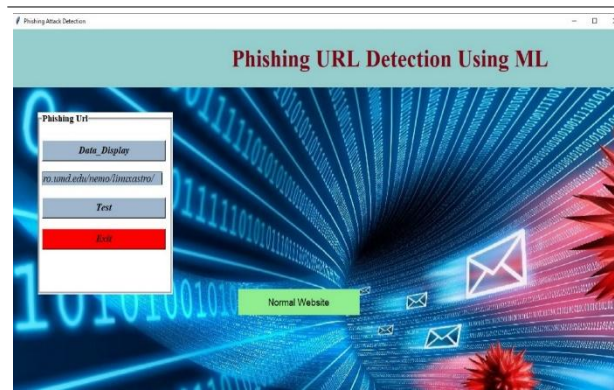 Phishing Attack Detection
Phishing URL Detection Using ML
Phishing Url
Data_Display
ro.und.edu/nemo/linuxastro/
Test
Exit
Normal Website